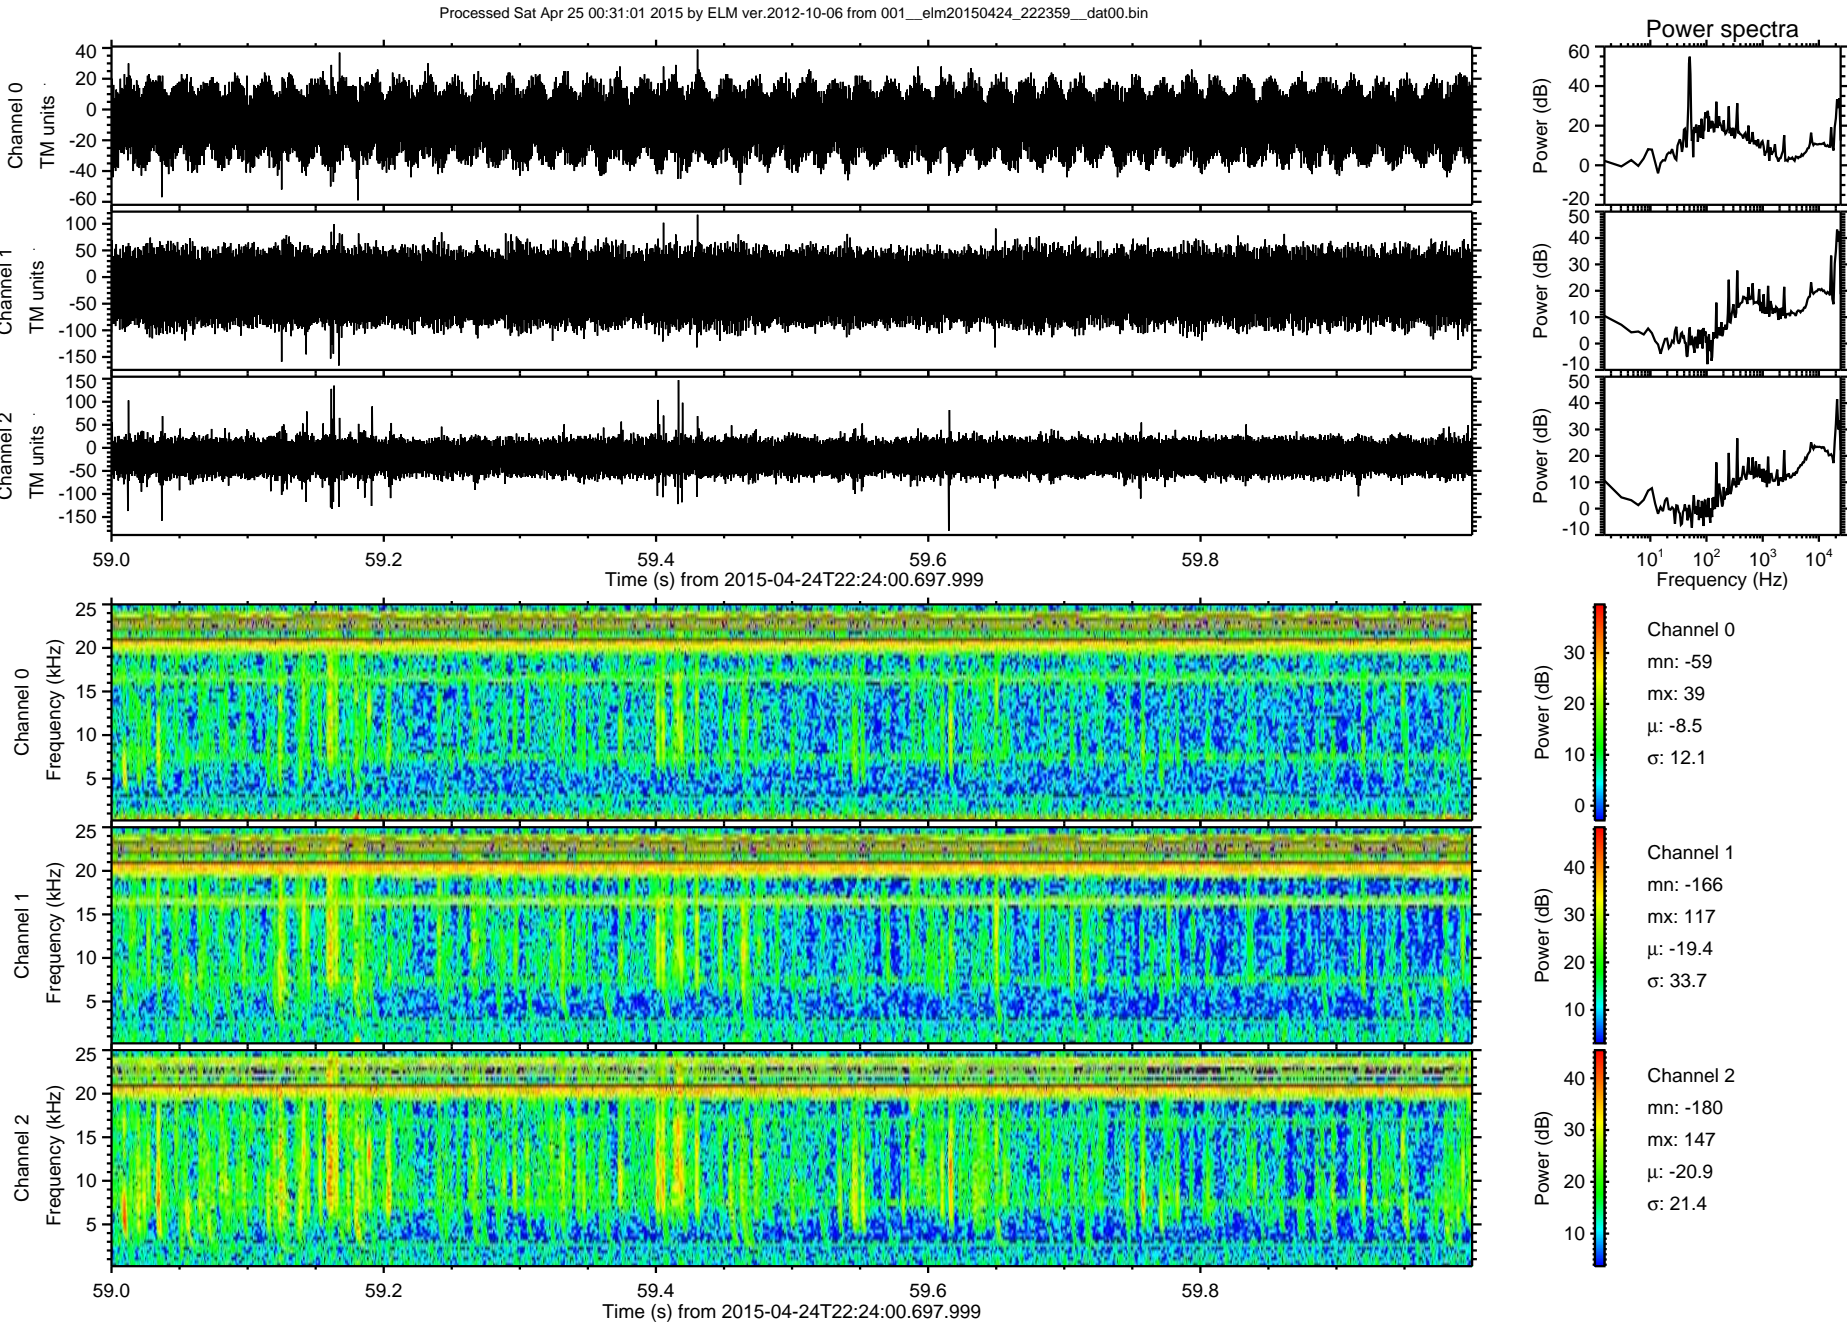 Processed Sat Apr 25 00:31:01 2015 by ELM ver.2012-10-06 from 001__elm20150424_222359__dat00.bin
Power spectra
Channel 0
TM units
40
20
0
-20
-40
-60
Power (dB)
60
40
20
0
-20
Channel 1
TM units
100
50
0
-50
-100
-150
Power (dB)
50
40
30
20
10
0
-10
Channel 2
TM units
150
100
50
0
-50
-100
-150
Power (dB)
50
40
30
20
10
0
-10
59.0 59.2 59.4 59.6 59.8
Time (s) from 2015-04-24T22:24:00.697.999
10^1 10^2 10^3 10^4
Frequency (Hz)
Channel 0
Frequency (kHz)
25
20
15
10
5
Power (dB)
30
20
10
0
Channel 0
mn: -59
mx: 39
μ: -8.5
σ: 12.1
Channel 1
Frequency (kHz)
25
20
15
10
5
Power (dB)
40
30
20
10
Channel 1
mn: -166
mx: 117
μ: -19.4
σ: 33.7
Channel 2
Frequency (kHz)
25
20
15
10
5
Power (dB)
40
30
20
10
Channel 2
mn: -180
mx: 147
μ: -20.9
σ: 21.4
59.0 59.2 59.4 59.6 59.8
Time (s) from 2015-04-24T22:24:00.697.999